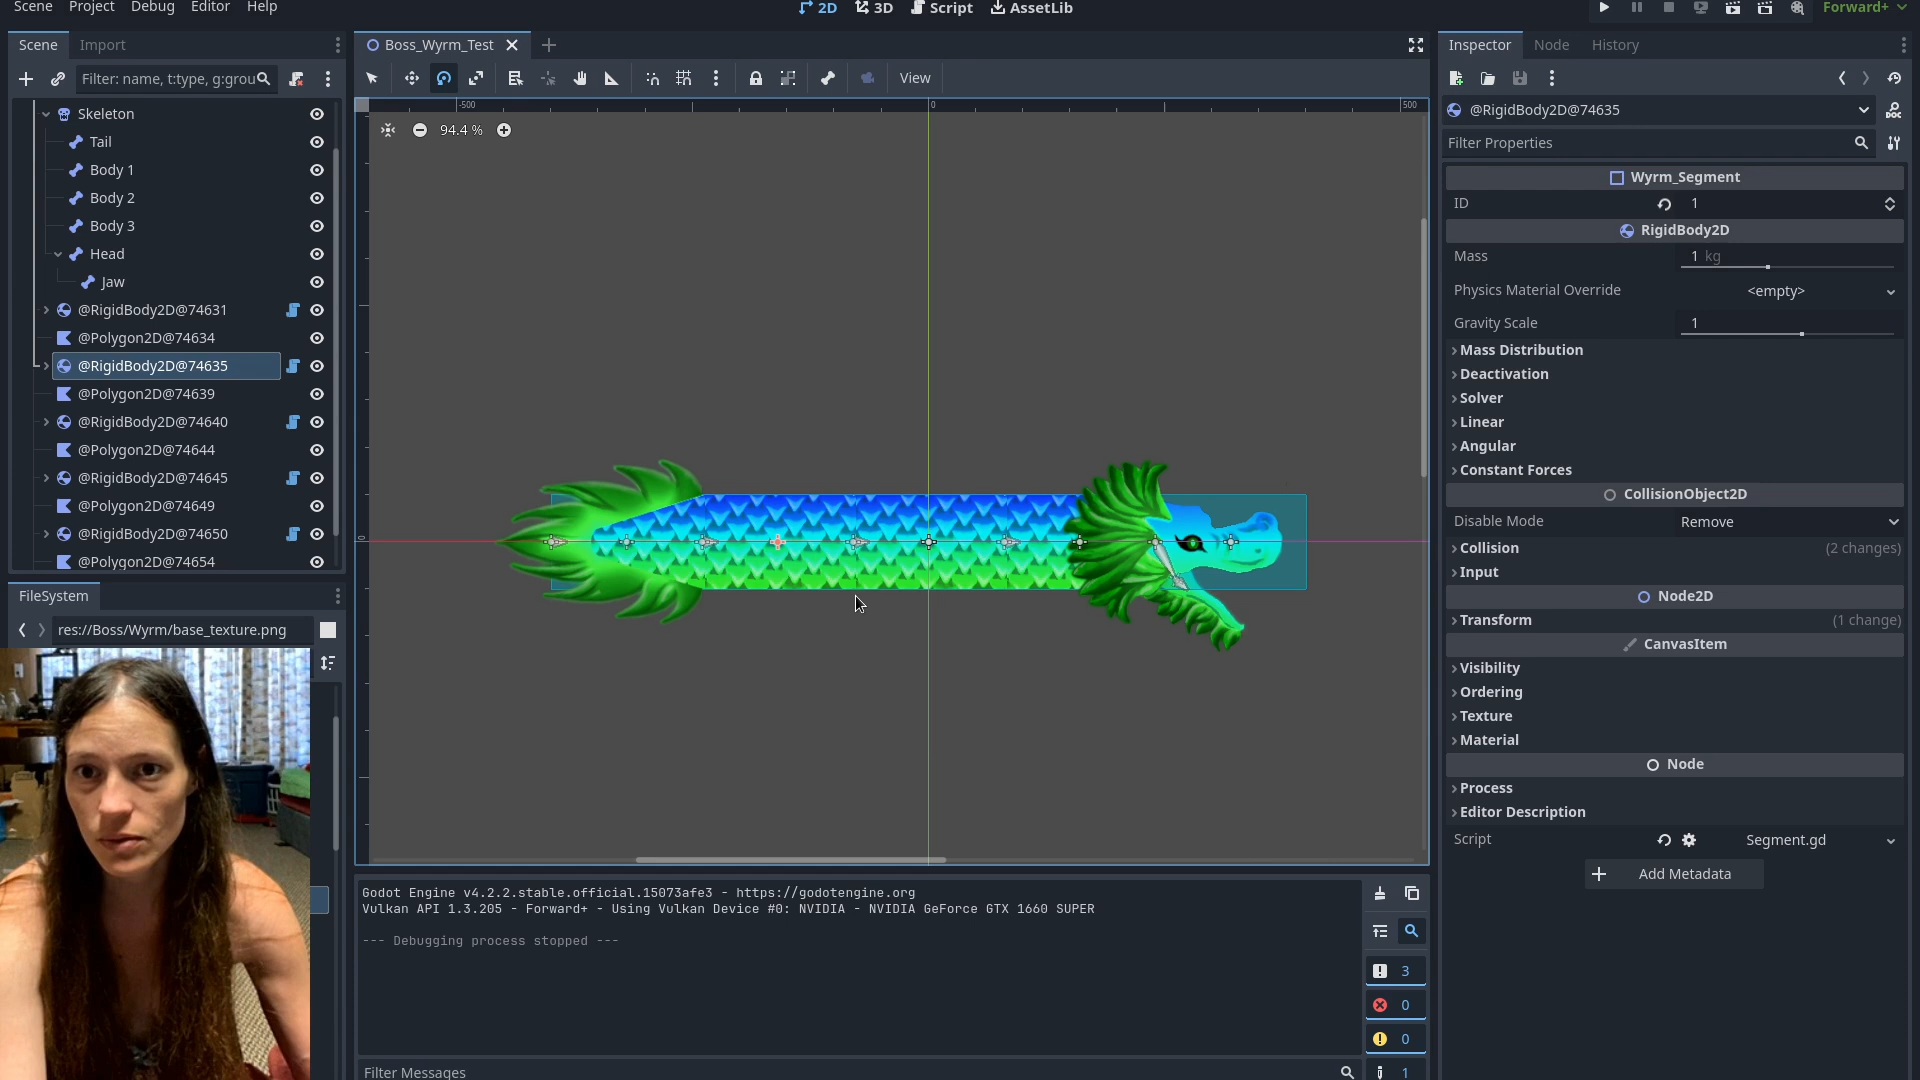 Scene Project Debug Editor Help
2D 3D Script AssetLib
Forward+
Scene Import
Filter: name, t:type, g:grou
Skeleton
Tail
Body 1
Body 2
Body 3
Head
Jaw
@RigidBody2D@74631
@Polygon2D@74634
@RigidBody2D@74635
@Polygon2D@74639
@RigidBody2D@74640
@Polygon2D@74644
@RigidBody2D@74645
@Polygon2D@74649
@RigidBody2D@74650
@Polygon2D@74654
FileSystem
res://Boss/Wyrm/base_texture.png
Boss_Wyrm_Test
View
-500 0 500
94.4 %
0
Godot Engine v4.2.2.stable.official.15073afe3 - https://godotengine.org
Vulkan API 1.3.205 - Forward+ - Using Vulkan Device #0: NVIDIA - NVIDIA GeForce GTX 1660 SUPER
--- Debugging process stopped ---
3
0
0
1
Filter Messages
Inspector Node History
@RigidBody2D@74635
Filter Properties
Wyrm_Segment
ID 1
RigidBody2D
Mass 1 kg
Physics Material Override <empty>
Gravity Scale 1
Mass Distribution
Deactivation
Solver
Linear
Angular
Constant Forces
CollisionObject2D
Disable Mode Remove
Collision (2 changes)
Input
Node2D
Transform (1 change)
CanvasItem
Visibility
Ordering
Texture
Material
Node
Process
Editor Description
Script Segment.gd
Add Metadata